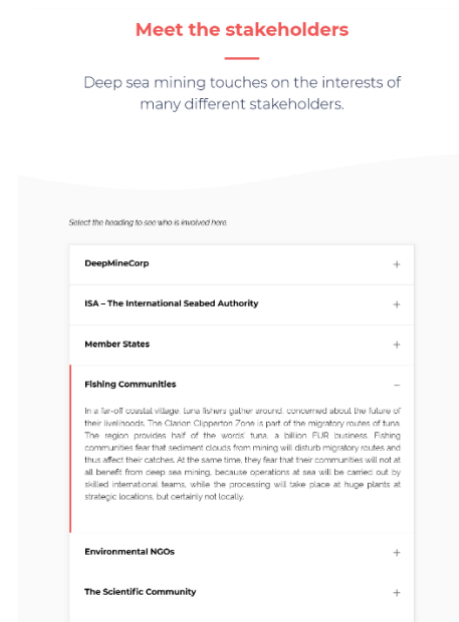 Meet the stakeholders
Deep sea mining touches on the interests of
many different stakeholders.
Select the heading to see who is involved here.
DeepMineCorp
ISA – The International Seabed Authority
Member States
Fishing Communities
In a far-off coastal village, tuna fishers gather around, concerned about the future of
their livelihoods. The Clarion Clipperton Zone is part of the migratory routes of tuna.
The region provides half of the words' tuna, a billion EUR business. Fishing
communities fear that sediment clouds from mining will disturb migratory routes and
thus affect their catches. At the same time, they fear that their communities will not at
all benefit from deep sea mining, because operations at sea will be carried out by
skilled international teams, while the processing will take place at huge plants at
strategic locations, but certainly not locally.
Environmental NGOs
The Scientific Community